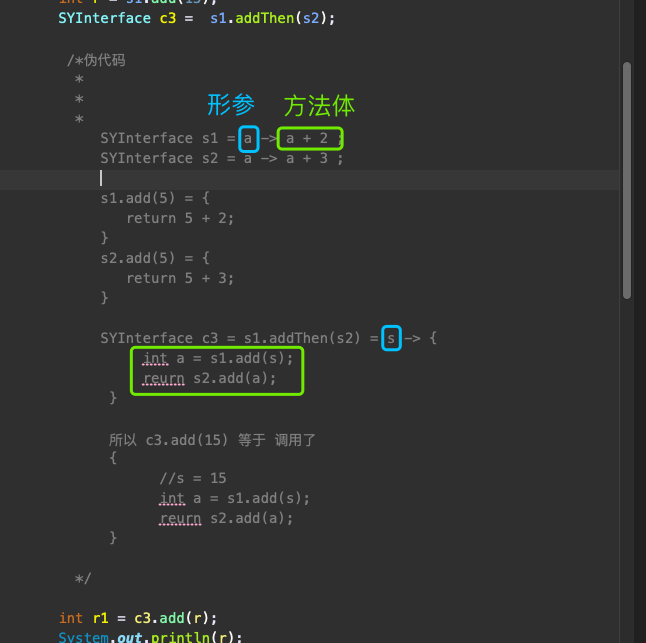 int r = s1.add(15);
SYInterface c3 =  s1.addThen(s2);
/*伪代码
*
*
*
形参 方法体
SYInterface s1 = a -> a + 2 ;
SYInterface s2 = a -> a + 3 ;
s1.add(5) = {
return 5 + 2;
}
s2.add(5) = {
return 5 + 3;
}
SYInterface c3 = s1.addThen(s2) = s -> {
int a = s1.add(s);
reurn s2.add(a);
}
所以 c3.add(15) 等于 调用了
{
//s = 15
int a = s1.add(s);
reurn s2.add(a);
}
*/
int r1 = c3.add(r);
System.out.println(r);